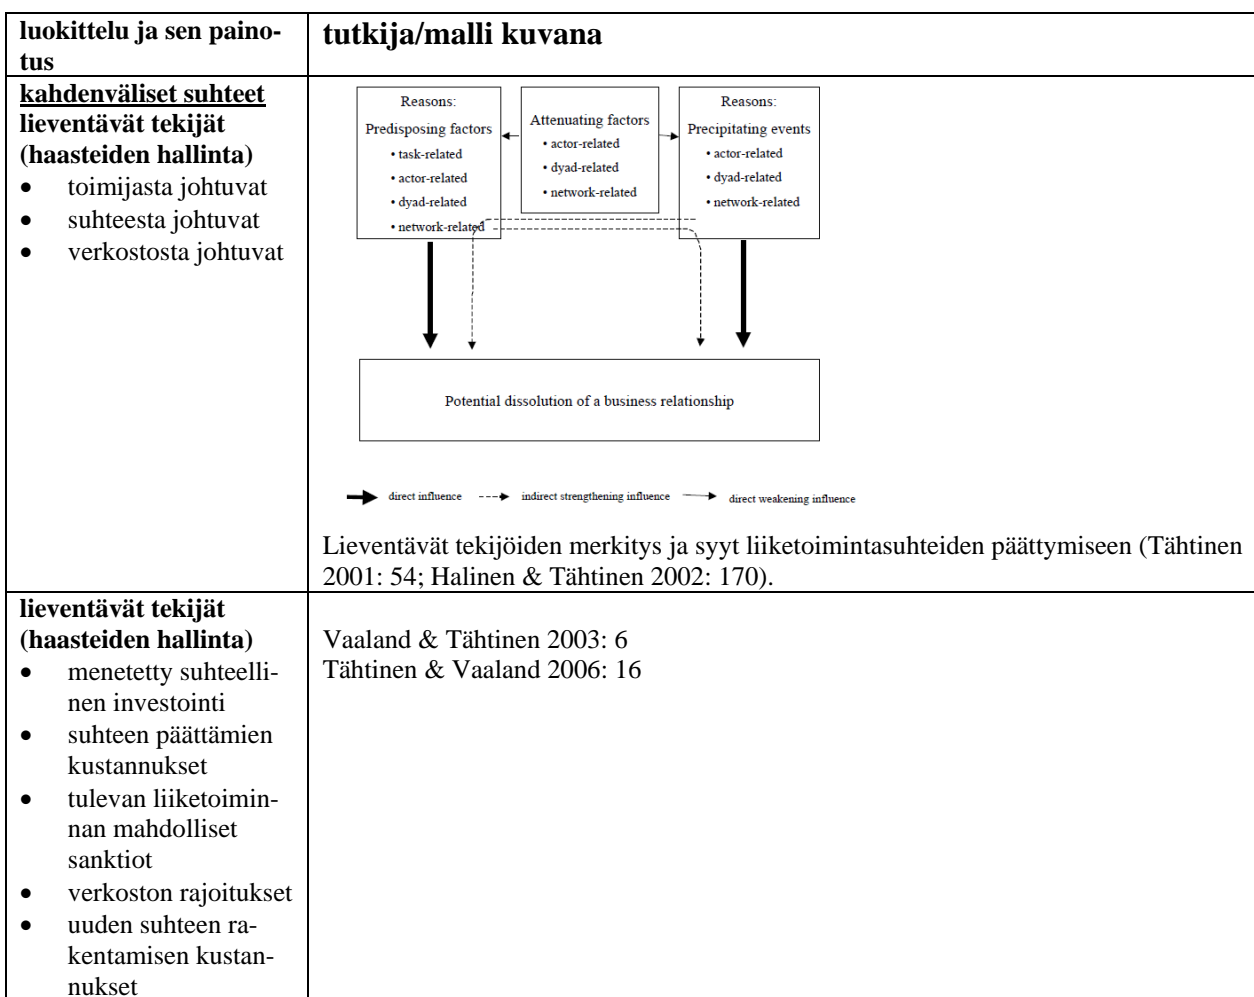 luokittelu ja sen paino-
tus
tutkija/malli kuvana
kahdenväliset suhteet
lieventävät tekijät
(haasteiden hallinta)
• toimijasta johtuvat
• suhteesta johtuvat
• verkostosta johtuvat
Reasons:
Predisposing factors
• task-related
• actor-related
• dyad-related
• network-related
Attenuating factors
• actor-related
• dyad-related
• network-related
Reasons:
Precipitating events
• actor-related
• dyad-related
• network-related
Potential dissolution of a business relationship
direct influence
indirect strengthening influence
direct weakening influence
Lieventävät tekijöiden merkitys ja syyt liiketoimintasuhteiden päättymiseen (Tähtinen
2001: 54; Halinen & Tähtinen 2002: 170).
lieventävät tekijät
(haasteiden hallinta)
• menetetty suhteelli-
nen investointi
• suhteen päättämien
kustannukset
• tulevan liiketoimin-
nan mahdolliset
sanktiot
• verkoston rajoitukset
• uuden suhteen ra-
kentamisen kustan-
nukset
Vaaland & Tähtinen 2003: 6
Tähtinen & Vaaland 2006: 16